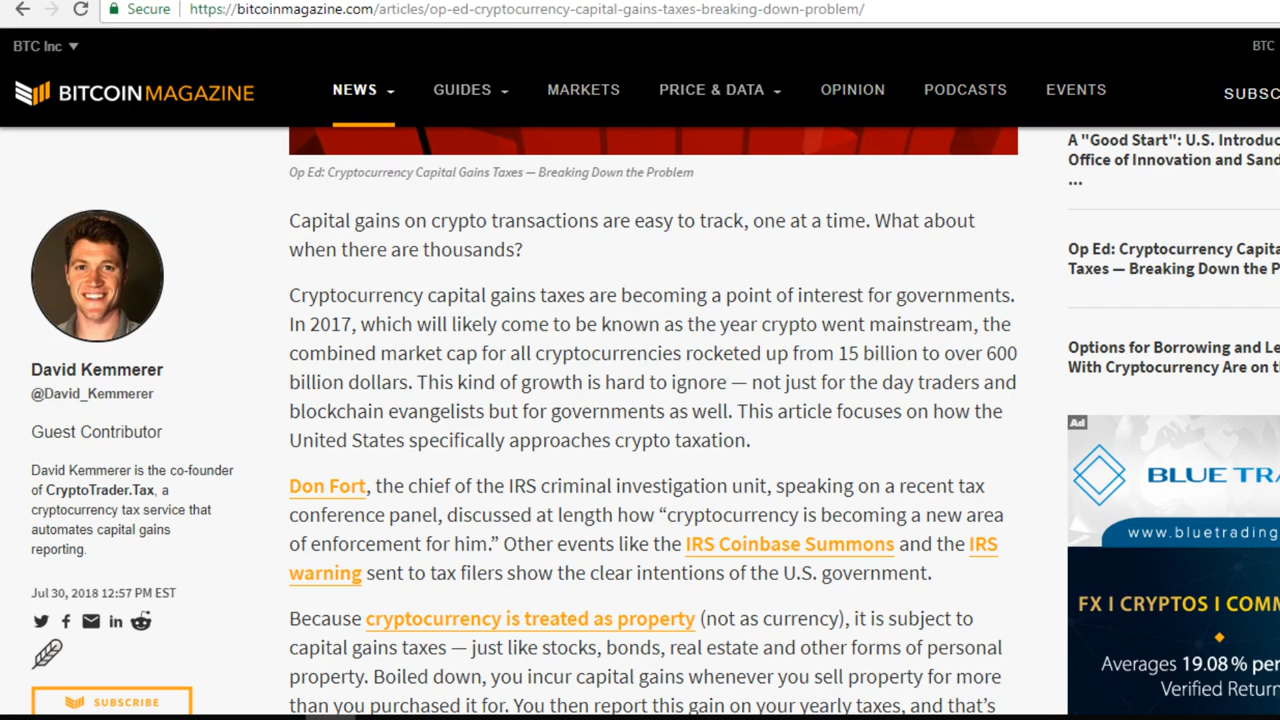 Secure
https://bitcoinmagazine.com/articles/op-ed-cryptocurrency-capital-gains-taxes-breaking-down-problem/
BTC Inc
BTC
BITCOINMAGAZINE
NEWS
GUIDES
MARKETS
PRICE & DATA
OPINION
PODCASTS
EVENTS
Op Ed: Cryptocurrency Capital Gains Taxes — Breaking Down the Problem
David Kemmerer
@David_Kemmerer
Guest Contributor
David Kemmerer is the co-founder
of CryptoTrader.Tax, a
cryptocurrency tax service that
automates capital gains
reporting.
Jul 30, 2018 12:57 PM EST
SUBSCRIBE
Capital gains on crypto transactions are easy to track, one at a time. What about
when there are thousands?
Cryptocurrency capital gains taxes are becoming a point of interest for governments.
In 2017, which will likely come to be known as the year crypto went mainstream, the
combined market cap for all cryptocurrencies rocketed up from 15 billion to over 600
billion dollars. This kind of growth is hard to ignore — not just for the day traders and
blockchain evangelists but for governments as well. This article focuses on how the
United States specifically approaches crypto taxation.
Don Fort, the chief of the IRS criminal investigation unit, speaking on a recent tax
conference panel, discussed at length how “cryptocurrency is becoming a new area
of enforcement for him.” Other events like the IRS Coinbase Summons and the IRS
warning sent to tax filers show the clear intentions of the U.S. government.
Because cryptocurrency is treated as property (not as currency), it is subject to
capital gains taxes — just like stocks, bonds, real estate and other forms of personal
property. Boiled down, you incur capital gains whenever you sell property for more
than you purchased it for. You then report this gain on your yearly taxes, and that’s
A "Good Start": U.S.
Office of Innovation and
...
Op Ed: Cryptocurrency
Taxes — Breaking Down the
Options for Borrowing and
With Cryptocurrency Are on
Ad
BLUE
www.bluetrading
FX I CRYPTOS I
Averages 19.08%
Verified